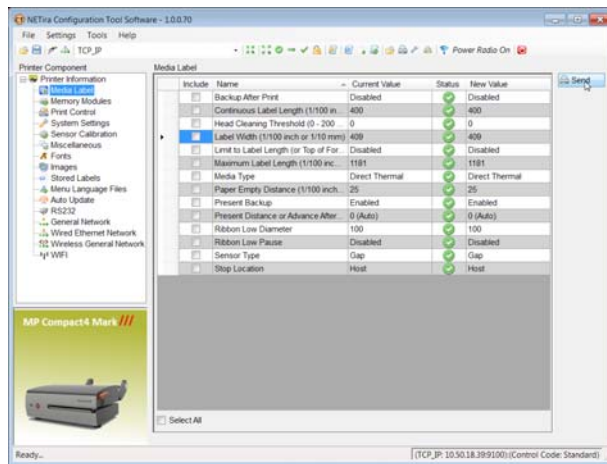 NETira Configuration Tool Software - 1.0.0.70
File Settings Tools Help
TCP_IP
Power Radio On
Printer Component
Printer Information
Media Label
Memory Modules
Print Control
System Settings
Sensor Calibration
Miscellaneous
Fonts
Images
Stored Labels
Menu Language Files
Auto Update
RS232
General Network
Wired Ethernet Network
Wireless General Network
WIFI
MP Compact4 Mark ///
Media Label
Include Name Current Value Status New Value
Backup After Print Disabled Disabled
Continuous Label Length (1/100 in... 400 400
Head Cleaning Threshold (0 - 200 ... 0 0
Label Width (1/100 inch or 1/10 mm) 409 409
Limit to Label Length (or Top of For... Disabled Disabled
Maximum Label Length (1/100 inc... 1181 1181
Media Type Direct Thermal Direct Thermal
Paper Empty Distance (1/100 inch... 25 25
Present Backup Enabled Enabled
Present Distance or Advance After... 0 (Auto) 0 (Auto)
Ribbon Low Diameter 100 100
Ribbon Low Pause Disabled Disabled
Sensor Type Gap Gap
Stop Location Host Host
Select All
Send
Ready...
(TCP_IP: 10.50.18.39:9100):(Control Code: Standard)